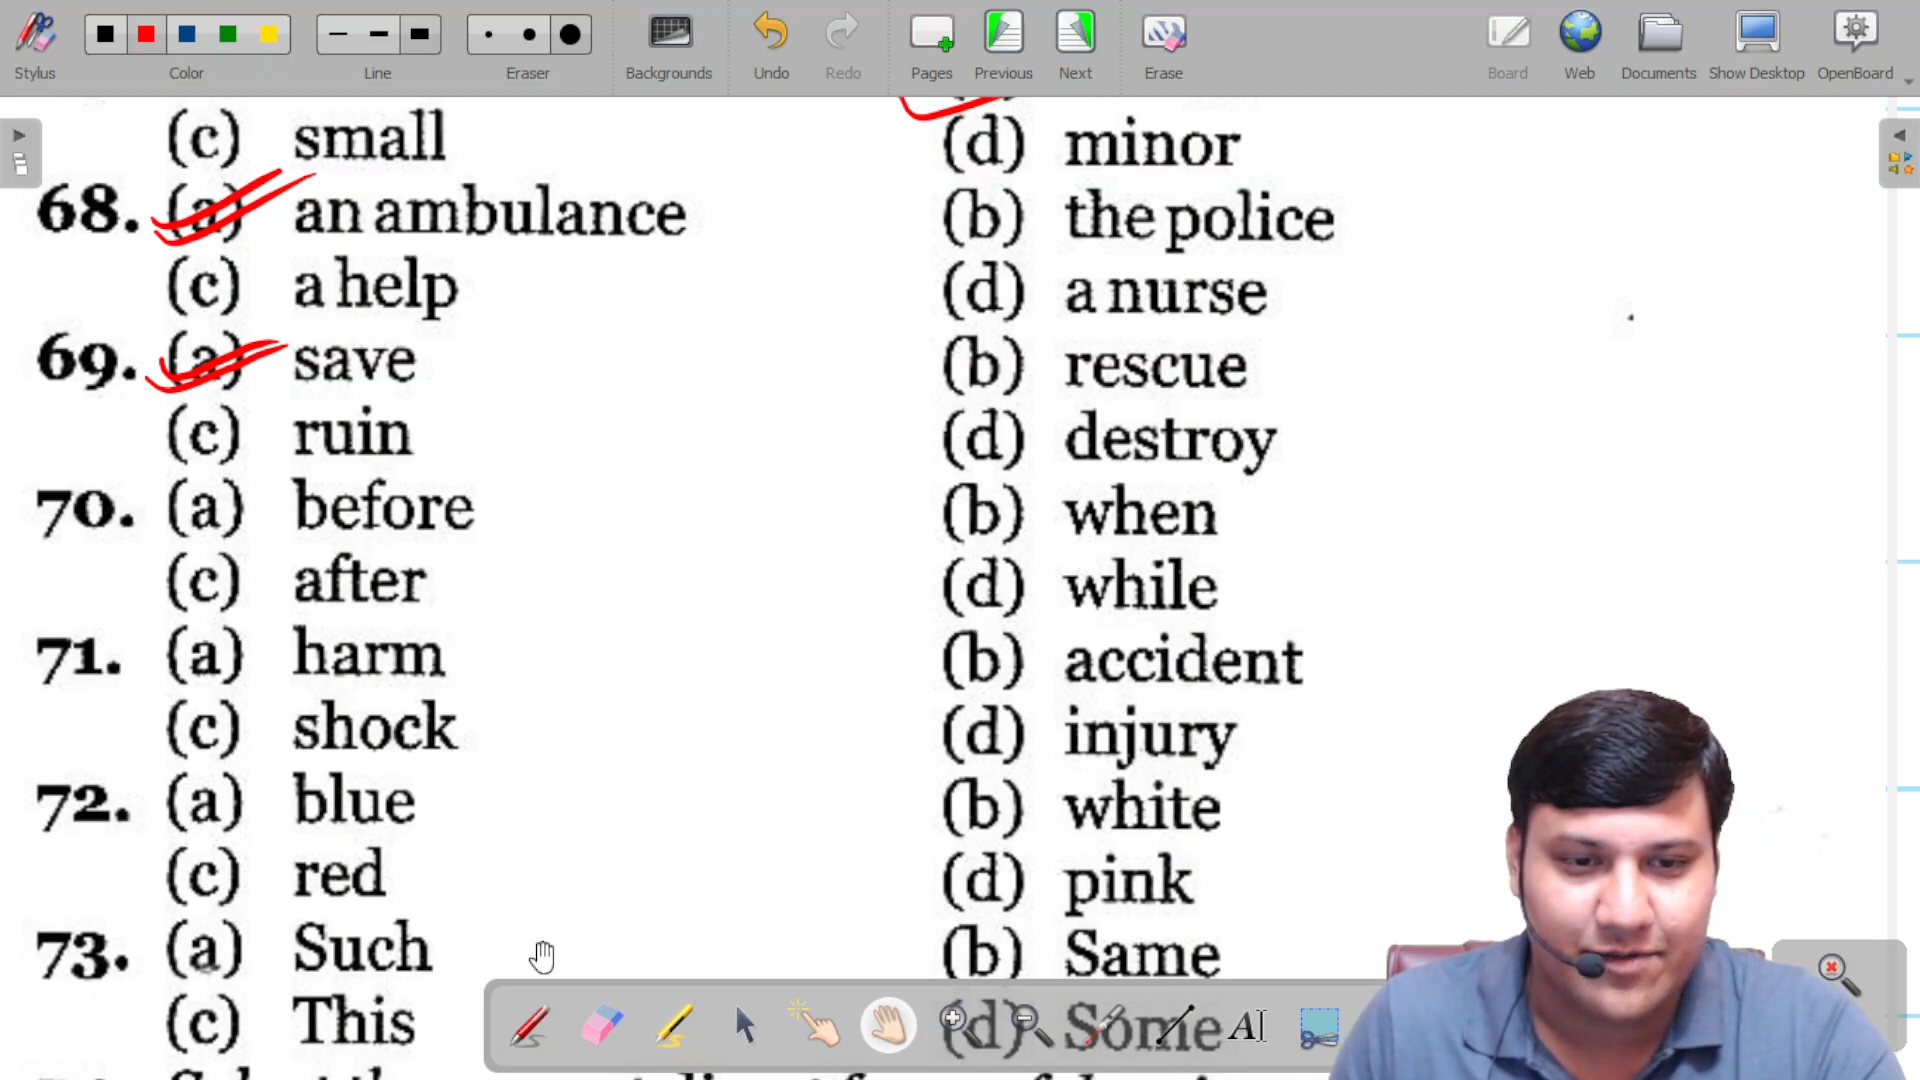 Stylus Color Line Eraser Backgrounds Undo Redo Pages Previous Next Erase Board Web Documents Show Desktop OpenBoard
(c) small (d) minor
68. (a) an ambulance (b) the police
(c) a help (d) a nurse
69. (a) save (b) rescue
(c) ruin (d) destroy
70. (a) before (b) when
(c) after (d) while
71. (a) harm (b) accident
(c) shock (d) injury
72. (a) blue (b) white
(c) red (d) pink
73. (a) Such (b) Same
(c) This (d) Some